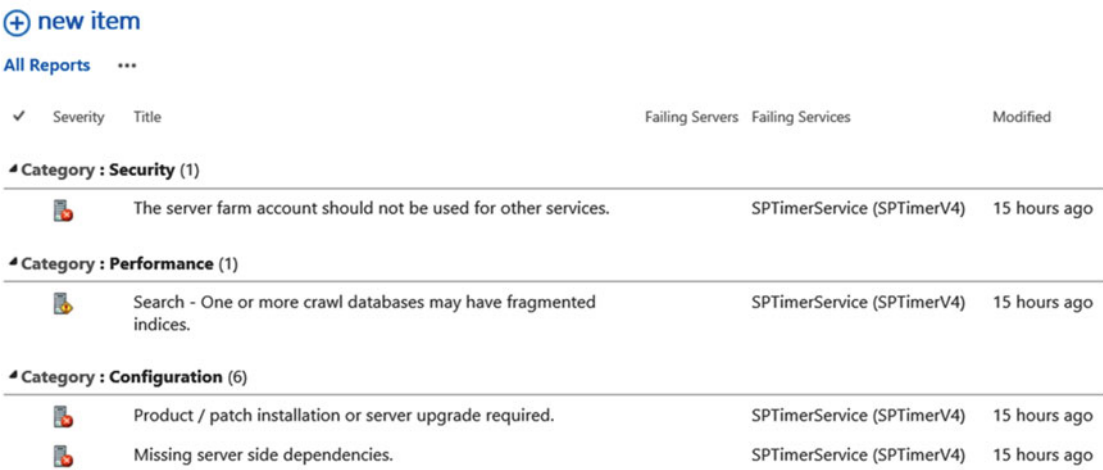 new item
All Reports ...
Severity Title Failing Servers Failing Services Modified
Category : Security (1)
The server farm account should not be used for other services. SPTimerService (SPTimerV4) 15 hours ago
Category : Performance (1)
Search - One or more crawl databases may have fragmented SPTimerService (SPTimerV4) 15 hours ago
indices.
Category : Configuration (6)
Product / patch installation or server upgrade required. SPTimerService (SPTimerV4) 15 hours ago
Missing server side dependencies. SPTimerService (SPTimerV4) 15 hours ago